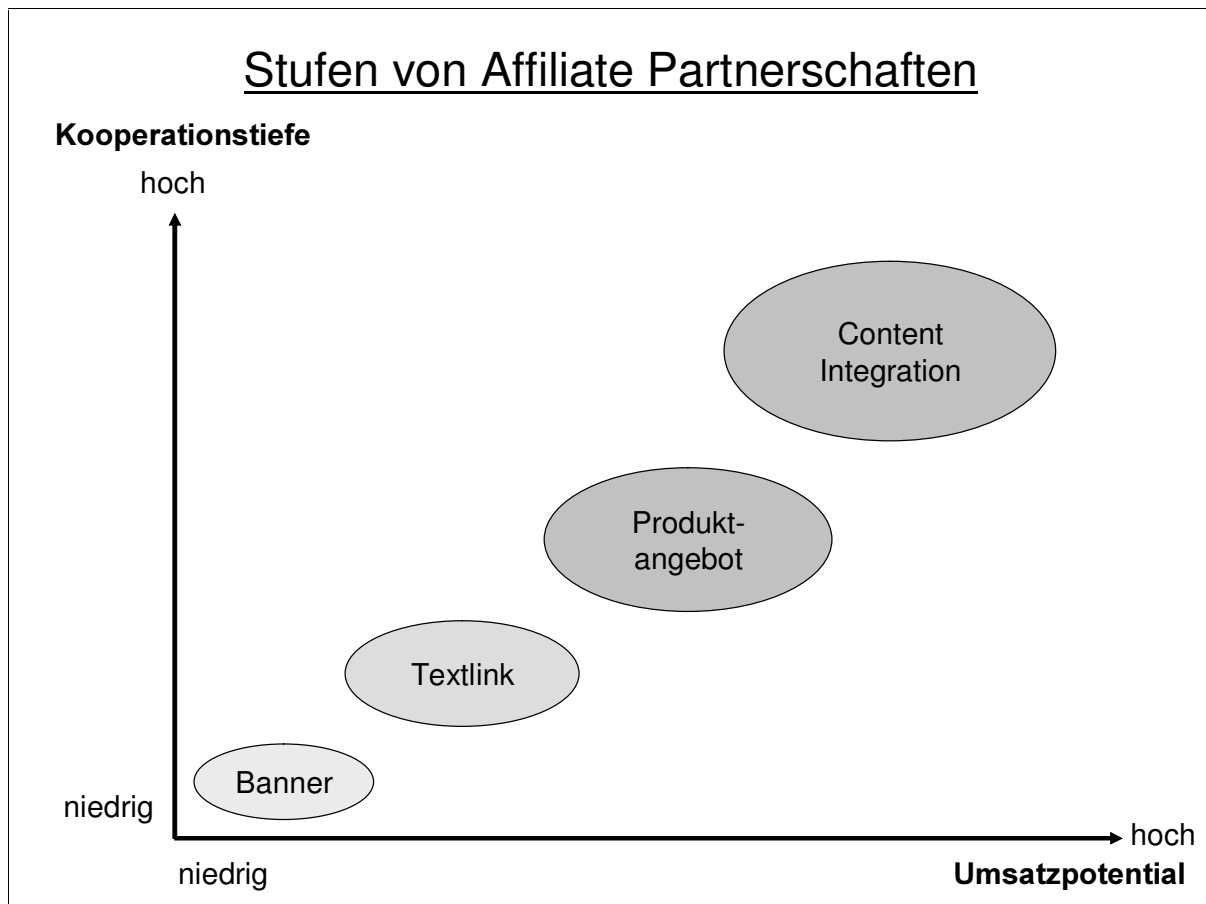 Stufen von Affiliate Partnerschaften
Kooperationstiefe
hoch
Content
Integration
Produkt-
angebot
Textlink
Banner
niedrig
hoch
niedrig
Umsatzpotential